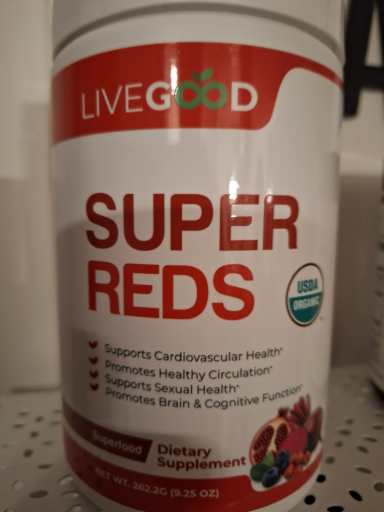 LIVEGOOD
SUPER
REDS
USDA
ORGANIC
Supports Cardiovascular Health*
Promotes Healthy Circulation*
Supports Sexual Health*
Promotes Brain & Cognitive Function*
Superfood
Dietary
Supplement
NET WT. 262.2G (9.25 OZ)